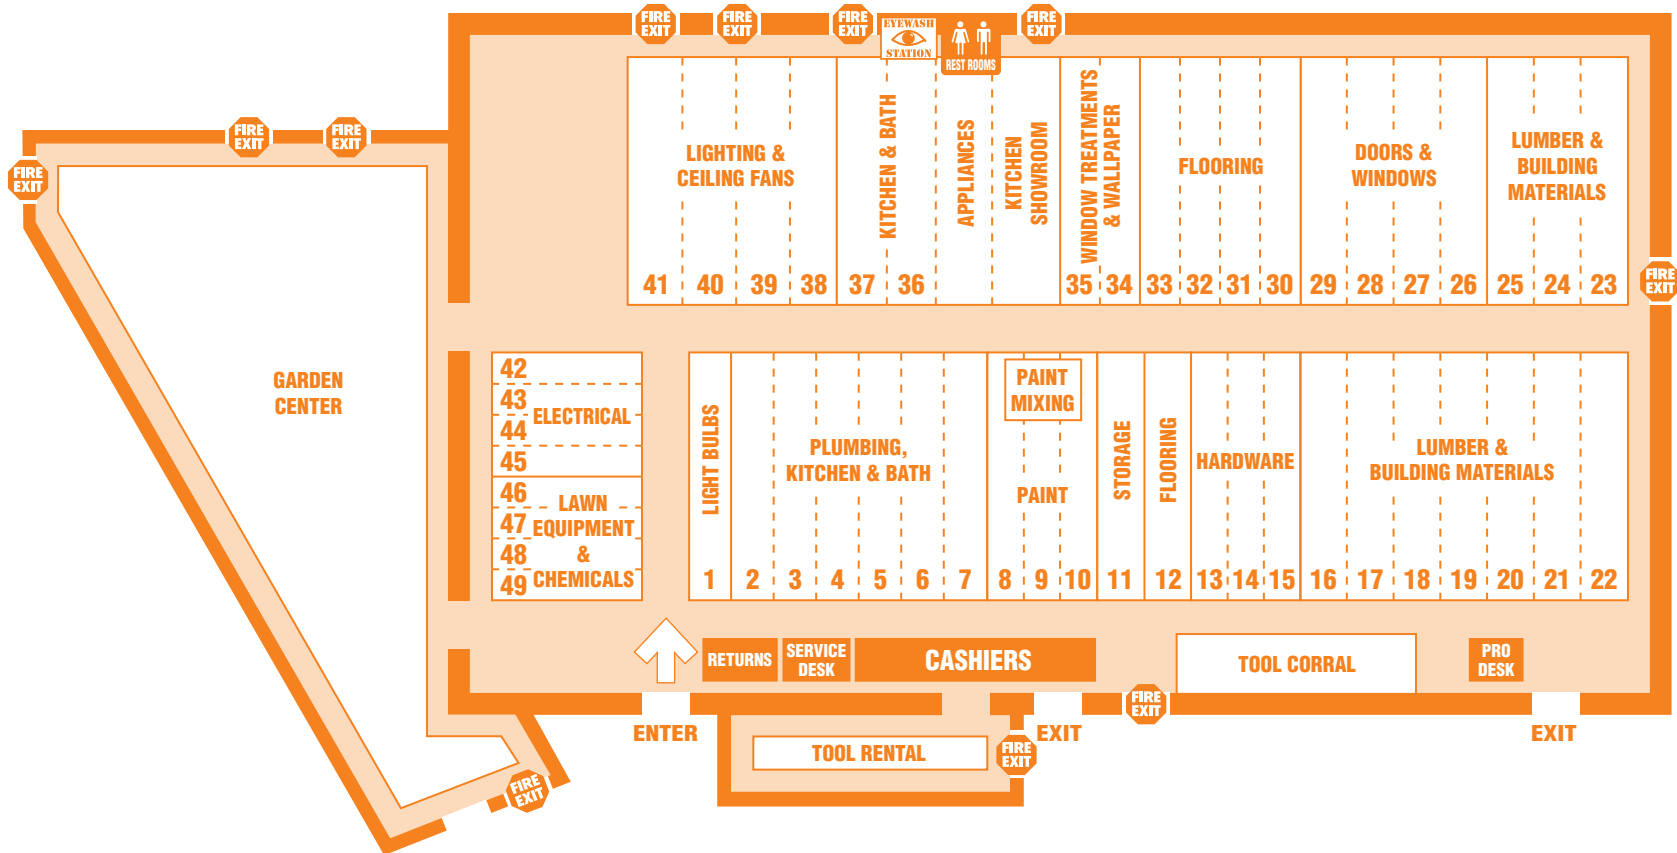 FIRE
EXIT
FIRE
EXIT
FIRE
EXIT
EYEWASH
STATION
REST ROOMS
FIRE
EXIT
FIRE
EXIT
FIRE
EXIT
FIRE
EXIT
LIGHTING &
CEILING FANS
KITCHEN & BATH
APPLIANCES
KITCHEN
SHOWROOM
WINDOW TREATMENTS
& WALLPAPER
FLOORING
DOORS &
WINDOWS
LUMBER &
BUILDING
MATERIALS
41 40 39 38 37 36 35 34 33 32 31 30 29 28 27 26 25 24 23
FIRE
EXIT
GARDEN
CENTER
42
43
44
45
ELECTRICAL
46
47
48
49
LAWN
EQUIPMENT
&
CHEMICALS
LIGHT BULBS
PLUMBING,
KITCHEN & BATH
PAINT
MIXING
PAINT
STORAGE
FLOORING
HARDWARE
LUMBER &
BUILDING MATERIALS
1 2 3 4 5 6 7 8 9 10 11 12 13 14 15 16 17 18 19 20 21 22
RETURNS
SERVICE
DESK
CASHIERS
TOOL CORRAL
PRO
DESK
FIRE
EXIT
ENTER
EXIT
EXIT
TOOL RENTAL
FIRE
EXIT
FIRE
EXIT